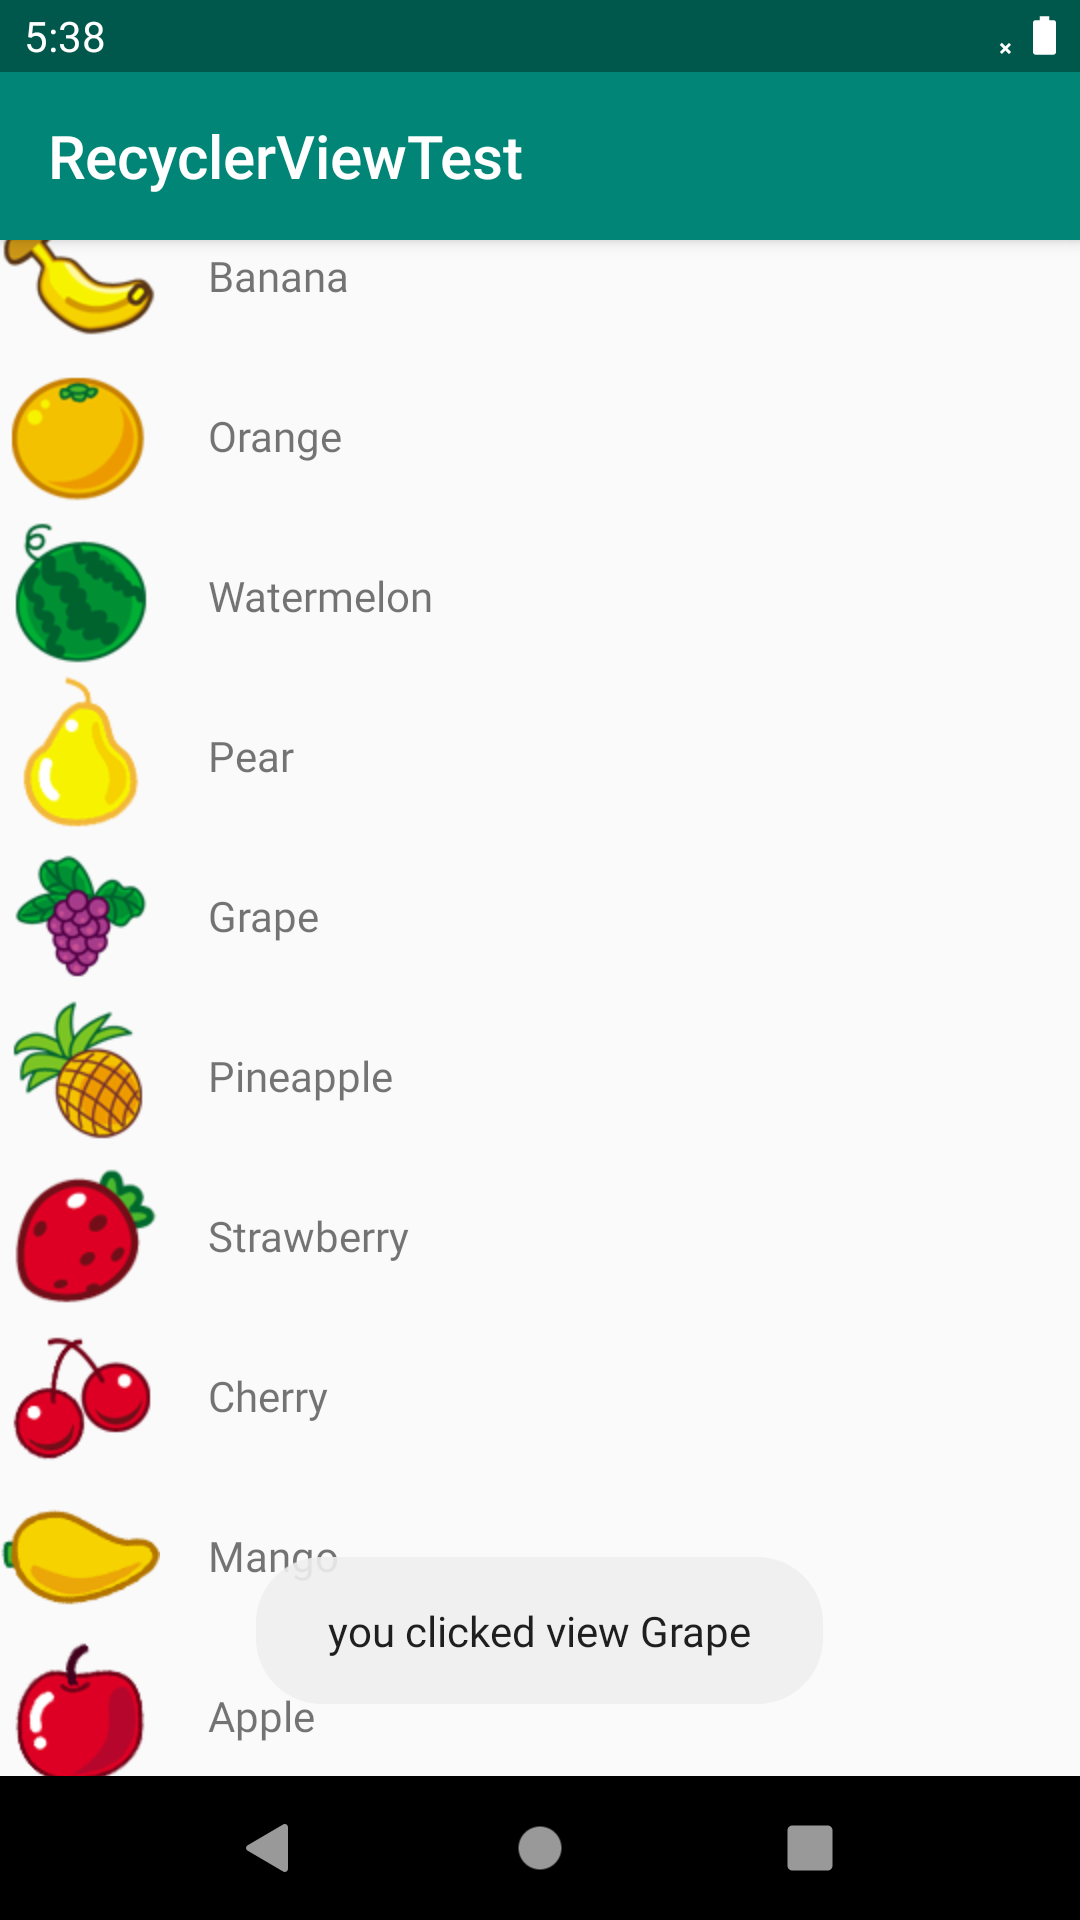 5:38
RecyclerViewTest
Banana
Orange
Watermelon
Pear
Grape
Pineapple
Strawberry
Cherry
Mango
you clicked view Grape
Apple